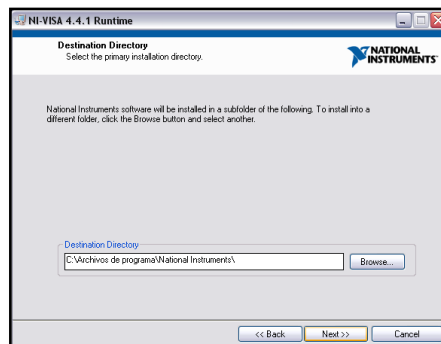 NI-VISA 4.4.1 Runtime
Destination Directory
Select the primary installation directory.
NATIONAL
INSTRUMENTS
National Instruments software will be installed in a subfolder of the following. To install into a
different folder, click the Browse button and select another.
Destination Directory
C:\Archivos de programa\National Instruments\
Browse...
<< Back
Next >>
Cancel